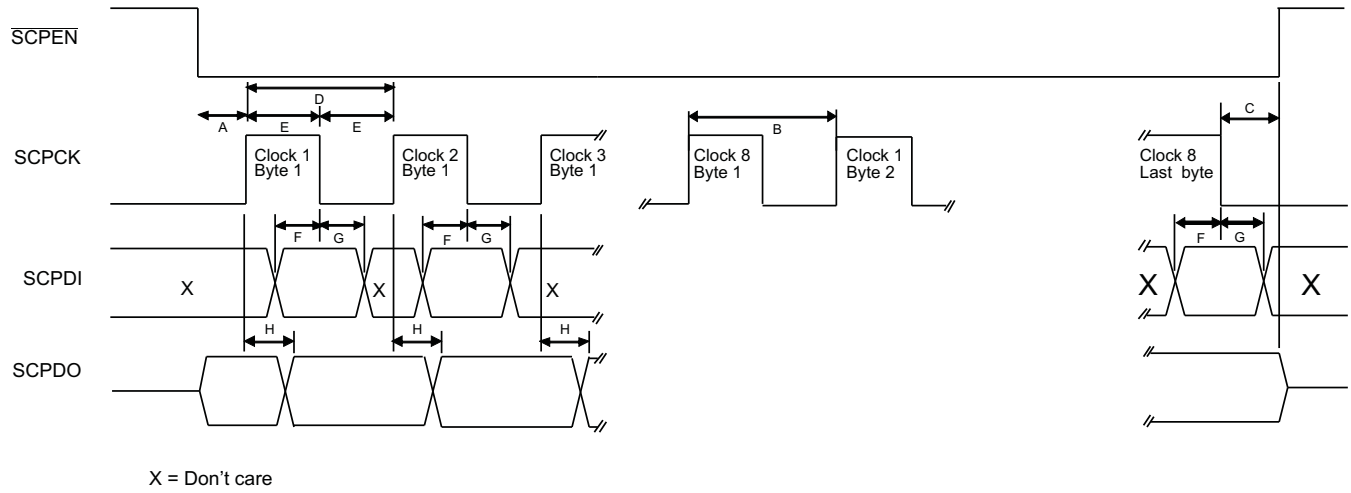 SCPEN
D
A E E
B
C
SCPCK
Clock 1
Byte 1
Clock 2
Byte 1
Clock 3
Byte 1
Clock 8
Byte 1
Clock 1
Byte 2
Clock 8
Last byte
F G F G F G
SCPDI
X X X X X
H H H
SCPDO
X = Don't care